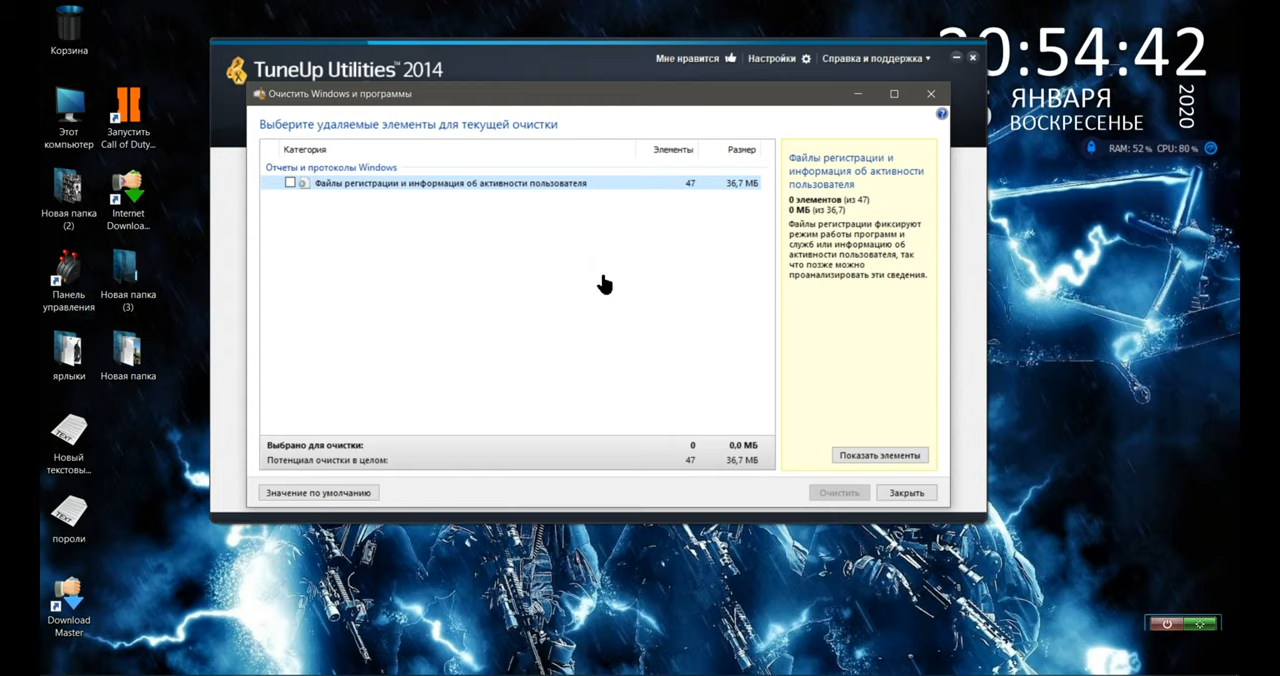 Корзина
Этот
компьютер
Запустить
Call of Duty...
Новая папка
(2)
Internet
Downloa...
Панель
управления
Новая папка
(3)
ярлыки
Новая папка
TEXT
Новый
текстовы...
TEXT
пароли
Download
Master
TuneUp Utilities™ 2014
Мне нравится
Настройки
Справка и поддержка
Очистить Windows и программы
Выберите удаляемые элементы для текущей очистки
Категория Элементы Размер
Отчеты и протоколы Windows
Файлы регистрации и информация об активности пользователя 47 36,7 МБ
Выбрано для очистки: 0 0,0 МБ
Потенциал очистки в целом: 47 36,7 МБ
Файлы регистрации и
информация об активности
пользователя
0 элементов (из 47)
0 МБ (из 36,7)
Файлы регистрации фиксируют
режим работы программ и
служб или информацию об
активности пользователя, так
что позже можно
проанализировать эти сведения.
Показать элементы
Значение по умолчанию
Очистить
Закрыть
0:54:42
ЯНВАРЯ
2020
ВОСКРЕСЕНЬЕ
RAM: 52% CPU: 80%